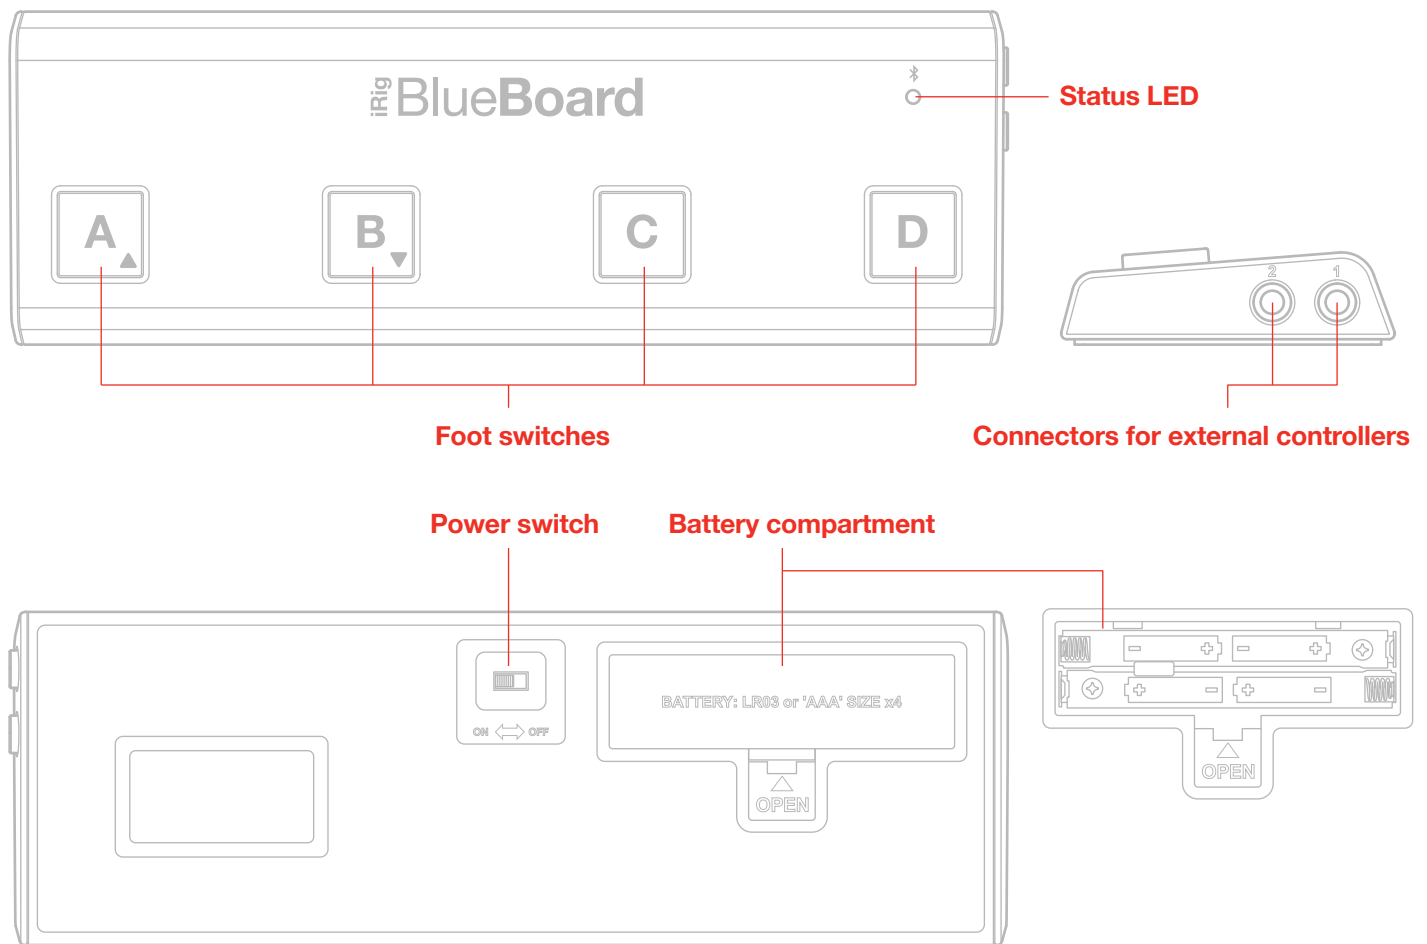 iRig BlueBoard
Status LED
A
B
C
D
2
1
Foot switches
Connectors for external controllers
Power switch
Battery compartment
BATTERY: LR03 or 'AAA' SIZE x4
- + - +
ON OFF
+ - + -
OPEN
OPEN